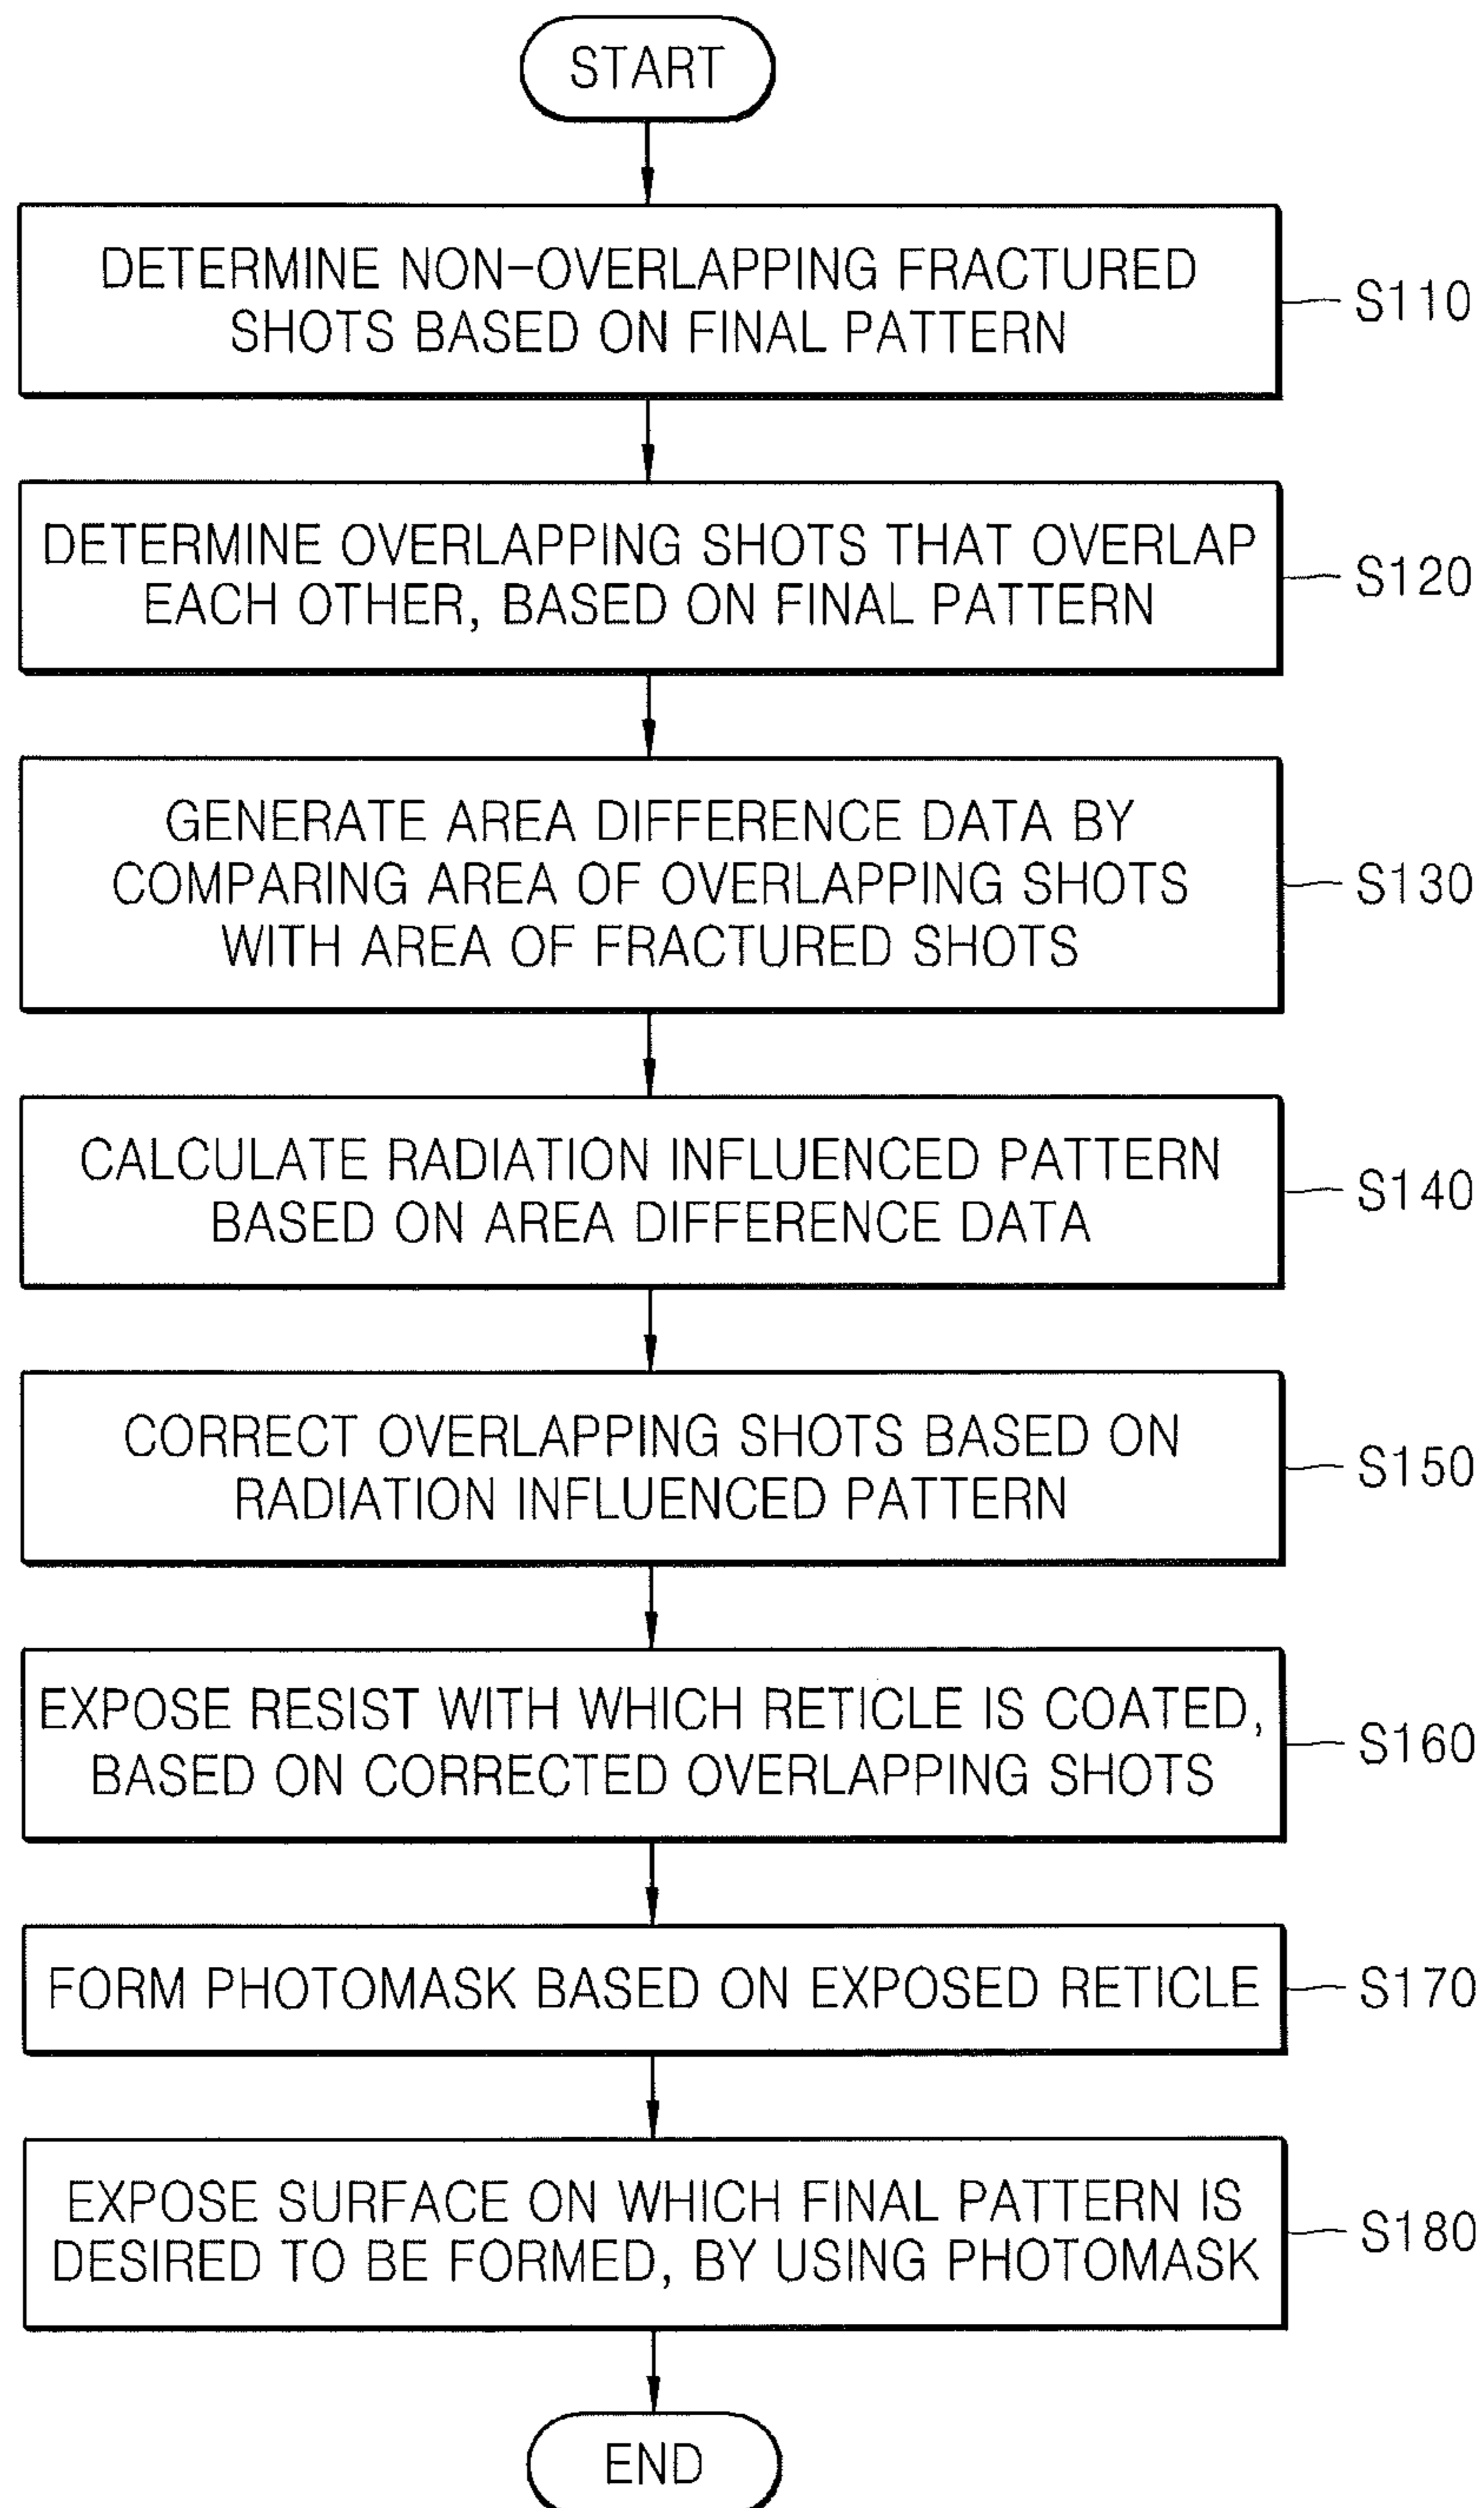 START
DETERMINE NON-OVERLAPPING FRACTURED
SHOTS BASED ON FINAL PATTERN
S110
DETERMINE OVERLAPPING SHOTS THAT OVERLAP
EACH OTHER, BASED ON FINAL PATTERN
S120
GENERATE AREA DIFFERENCE DATA BY
COMPARING AREA OF OVERLAPPING SHOTS
WITH AREA OF FRACTURED SHOTS
S130
CALCULATE RADIATION INFLUENCED PATTERN
BASED ON AREA DIFFERENCE DATA
S140
CORRECT OVERLAPPING SHOTS BASED ON
RADIATION INFLUENCED PATTERN
S150
EXPOSE RESIST WITH WHICH RETICLE IS COATED,
BASED ON CORRECTED OVERLAPPING SHOTS
S160
FORM PHOTOMASK BASED ON EXPOSED RETICLE
S170
EXPOSE SURFACE ON WHICH FINAL PATTERN IS
DESIRED TO BE FORMED, BY USING PHOTOMASK
S180
END